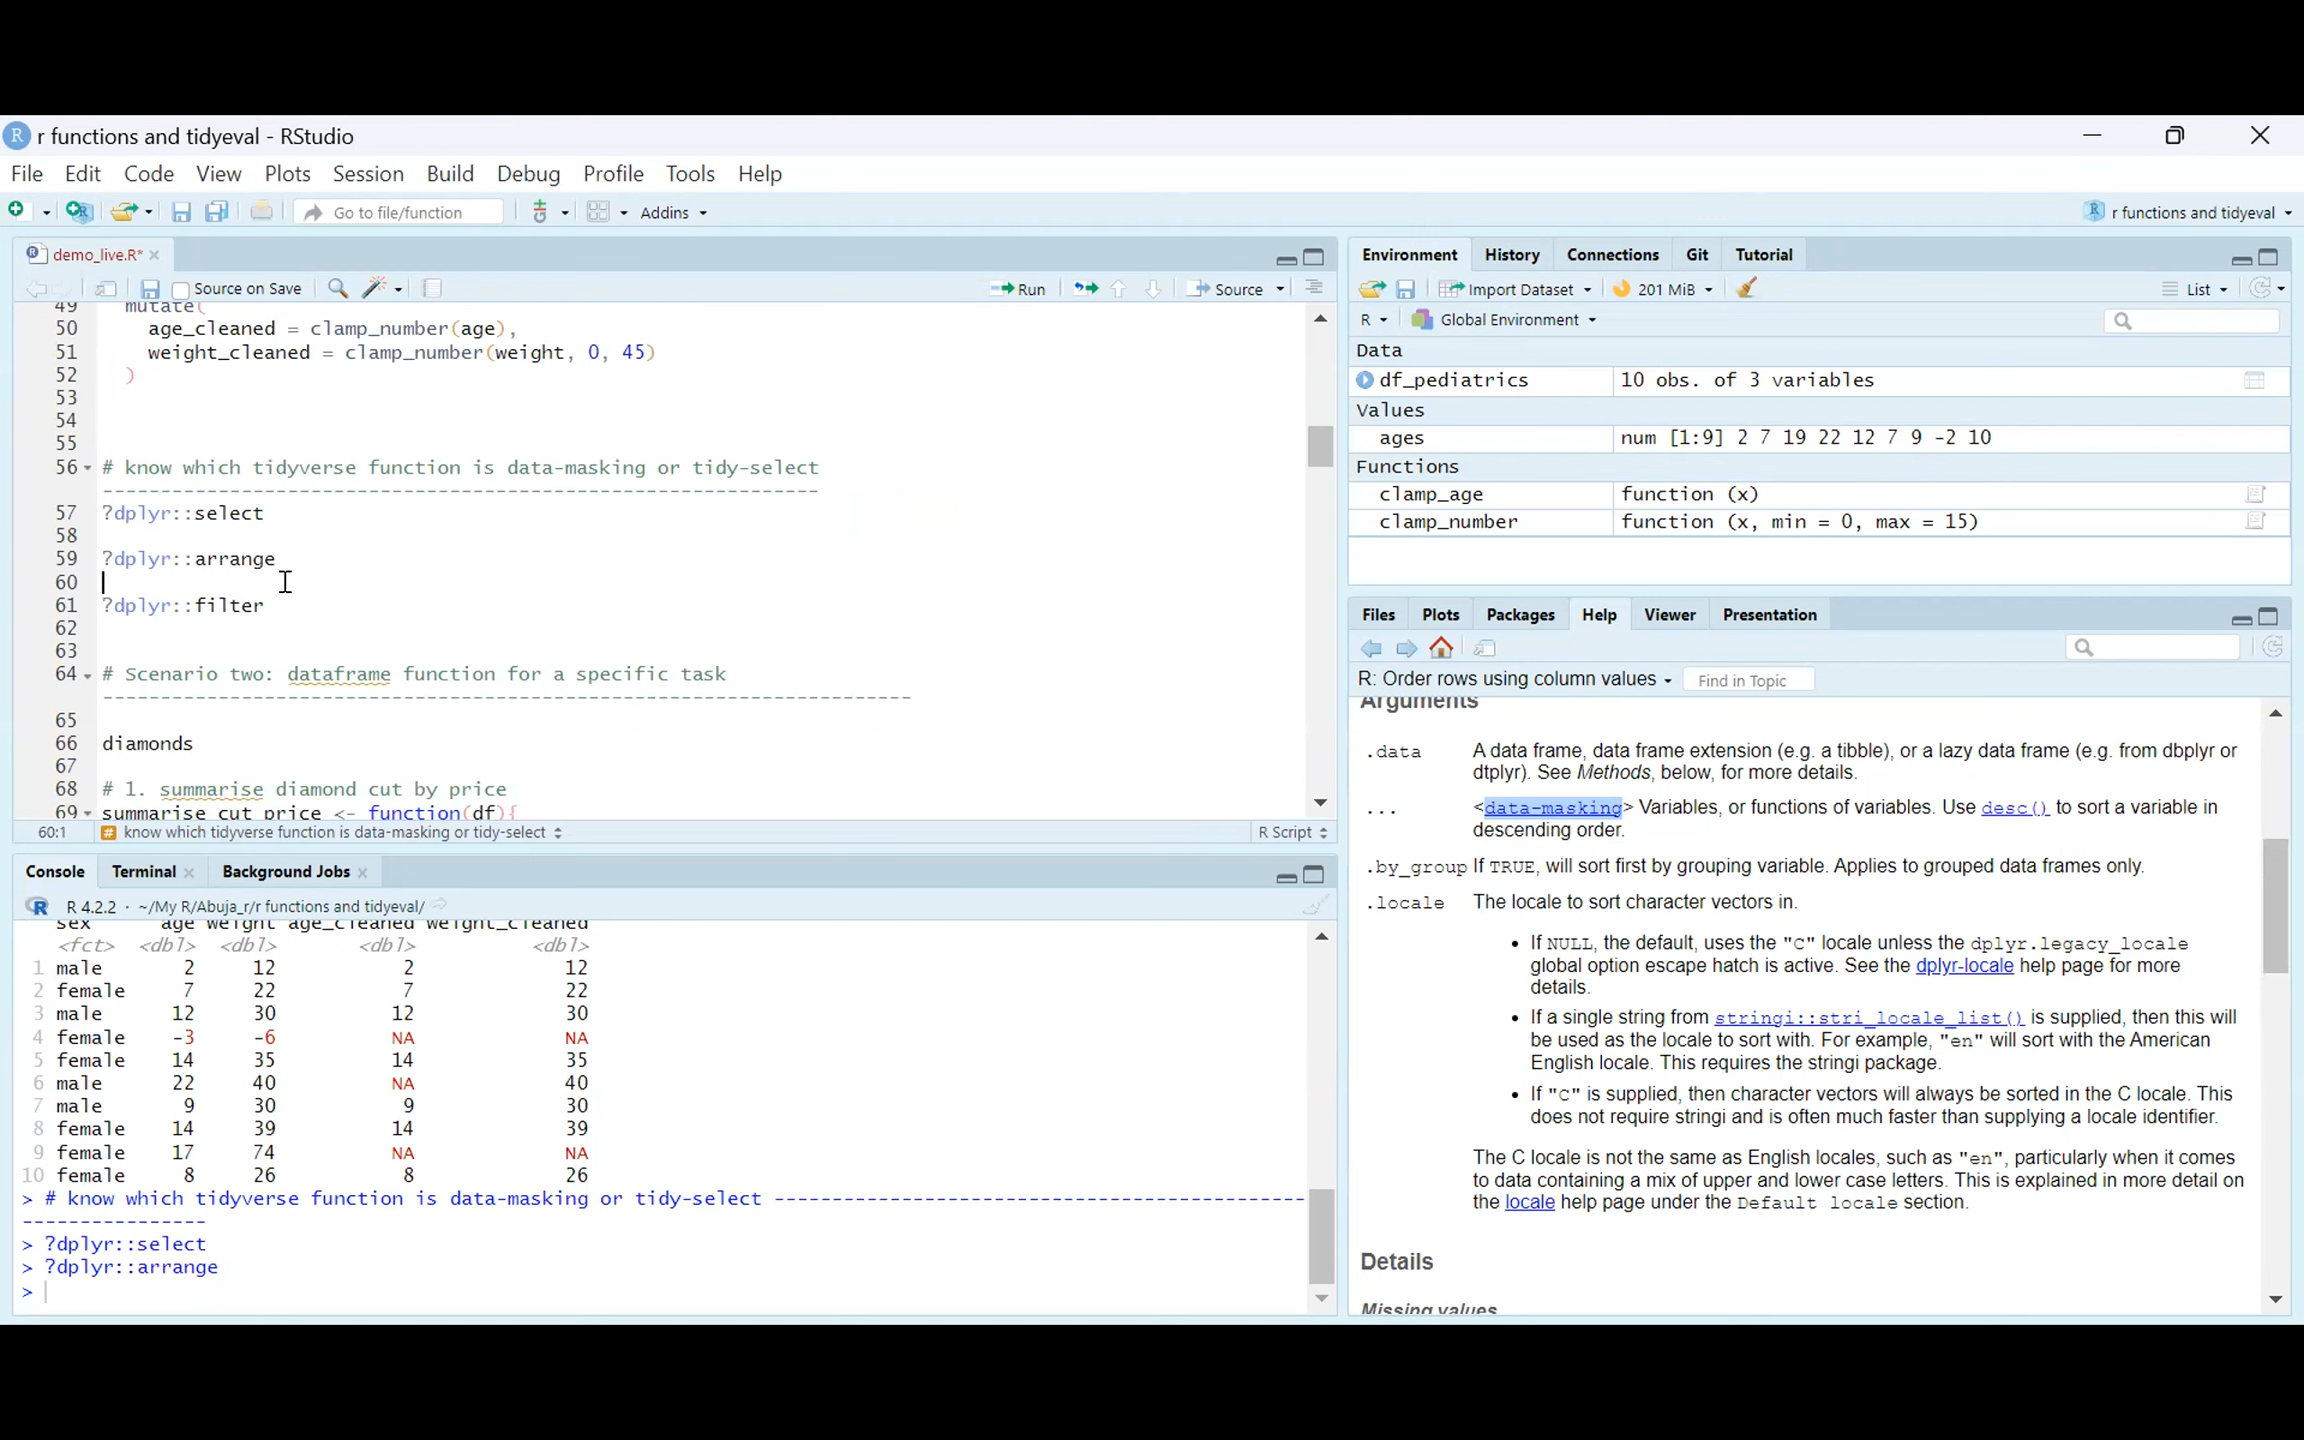 r functions and tidyeval - RStudio
File Edit Code View Plots Session Build Debug Profile Tools Help
Go to file/function Addins r functions and tidyeval
demo_live.R*
Source on Save Run Source
49 mutate(
50 age_cleaned = clamp_number(age),
51 weight_cleaned = clamp_number(weight, 0, 45)
52 )
53
54
55
56 # know which tidyverse function is data-masking or tidy-select
--------------------------------------------------------------
57 ?dplyr::select
58
59 ?dplyr::arrange
60
61 ?dplyr::filter
62
63
64 # Scenario two: dataframe function for a specific task
----------------------------------------------------------------------
65
66 diamonds
67
68 # 1. summarise diamond cut by price
69 summarise_cut_price <- function(df){
60:1 # know which tidyverse function is data-masking or tidy-select R Script
Console Terminal Background Jobs
R 4.2.2 · ~/My R/Abuja_r/r functions and tidyeval/
sex age weight age_cleaned weight_cleaned
<fct> <dbl> <dbl> <dbl> <dbl>
1 male 2 12 2 12
2 female 7 22 7 22
3 male 12 30 12 30
4 female -3 -6 NA NA
5 female 14 35 14 35
6 male 22 40 NA 40
7 male 9 30 9 30
8 female 14 39 14 39
9 female 17 74 NA NA
10 female 8 26 8 26
> # know which tidyverse function is data-masking or tidy-select ----------------------------------------------
----------------
> ?dplyr::select
> ?dplyr::arrange
>
Environment History Connections Git Tutorial
Import Dataset 201 MiB List
R Global Environment
Data
df_pediatrics 10 obs. of 3 variables
Values
ages num [1:9] 2 7 19 22 12 7 9 -2 10
Functions
clamp_age function (x)
clamp_number function (x, min = 0, max = 15)
Files Plots Packages Help Viewer Presentation
R: Order rows using column values Find in Topic
Arguments
.data A data frame, data frame extension (e.g. a tibble), or a lazy data frame (e.g. from dbplyr or
dtplyr). See Methods, below, for more details.
... <data-masking> Variables, or functions of variables. Use desc() to sort a variable in
descending order.
.by_group If TRUE, will sort first by grouping variable. Applies to grouped data frames only.
.locale The locale to sort character vectors in.
• If NULL, the default, uses the "C" locale unless the dplyr.legacy_locale
global option escape hatch is active. See the dplyr-locale help page for more
details.
• If a single string from stringi::stri_locale_list() is supplied, then this will
be used as the locale to sort with. For example, "en" will sort with the American
English locale. This requires the stringi package.
• If "C" is supplied, then character vectors will always be sorted in the C locale. This
does not require stringi and is often much faster than supplying a locale identifier.
The C locale is not the same as English locales, such as "en", particularly when it comes
to data containing a mix of upper and lower case letters. This is explained in more detail on
the locale help page under the Default locale section.
Details
Missing values